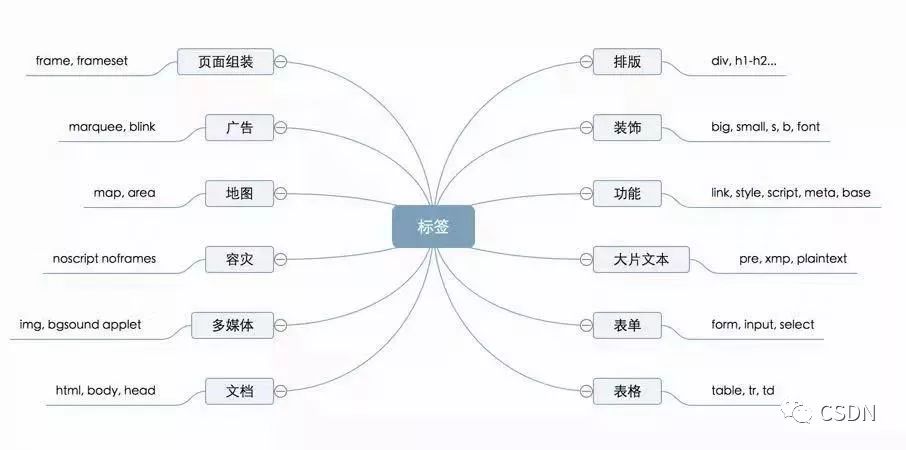 标签
页面组装
frame, frameset
广告
marquee, blink
地图
map, area
容灾
noscript noframes
多媒体
img, bgsound applet
文档
html, body, head
排版
div, h1-h2...
装饰
big, small, s, b, font
功能
link, style, script, meta, base
大片文本
pre, xmp, plaintext
表单
form, input, select
表格
table, tr, td
CSDN